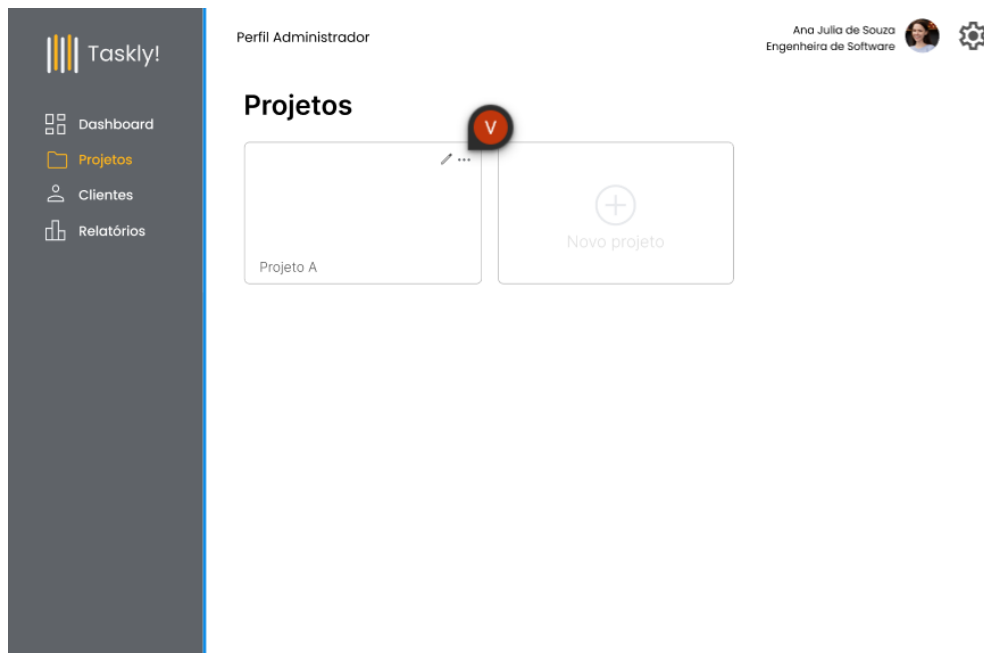 Taskly!
Dashboard
Projetos
Clientes
Relatórios
Perfil Administrador
Ana Julia de Souza
Engenheira de Software
Projetos
V
Projeto A
Novo projeto